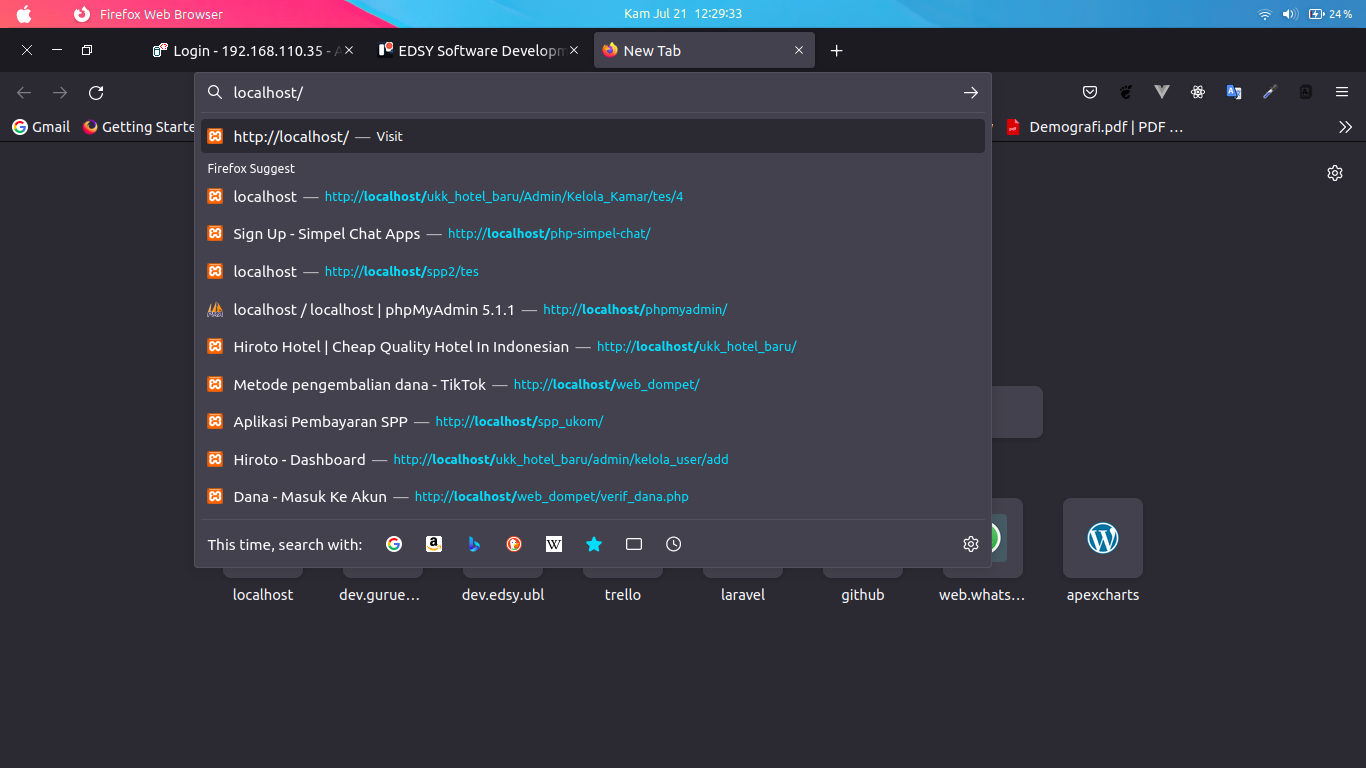 Firefox Web Browser
Kam Jul 21 12:29:33
24 %
Login - 192.168.110.35 - A
EDSY Software Developm
New Tab
localhost/
Gmail
Getting Starte
Demografi.pdf | PDF ...
http://localhost/ — Visit
Firefox Suggest
localhost — http://localhost/ukk_hotel_baru/Admin/Kelola_Kamar/tes/4
Sign Up - Simpel Chat Apps — http://localhost/php-simpel-chat/
localhost — http://localhost/spp2/tes
localhost / localhost | phpMyAdmin 5.1.1 — http://localhost/phpmyadmin/
Hiroto Hotel | Cheap Quality Hotel In Indonesian — http://localhost/ukk_hotel_baru/
Metode pengembalian dana - TikTok — http://localhost/web_dompet/
Aplikasi Pembayaran SPP — http://localhost/spp_ukom/
Hiroto - Dashboard — http://localhost/ukk_hotel_baru/admin/kelola_user/add
Dana - Masuk Ke Akun — http://localhost/web_dompet/verif_dana.php
This time, search with:
localhost
dev.gurue...
dev.edsy.ubl
trello
laravel
github
web.whats...
apexcharts